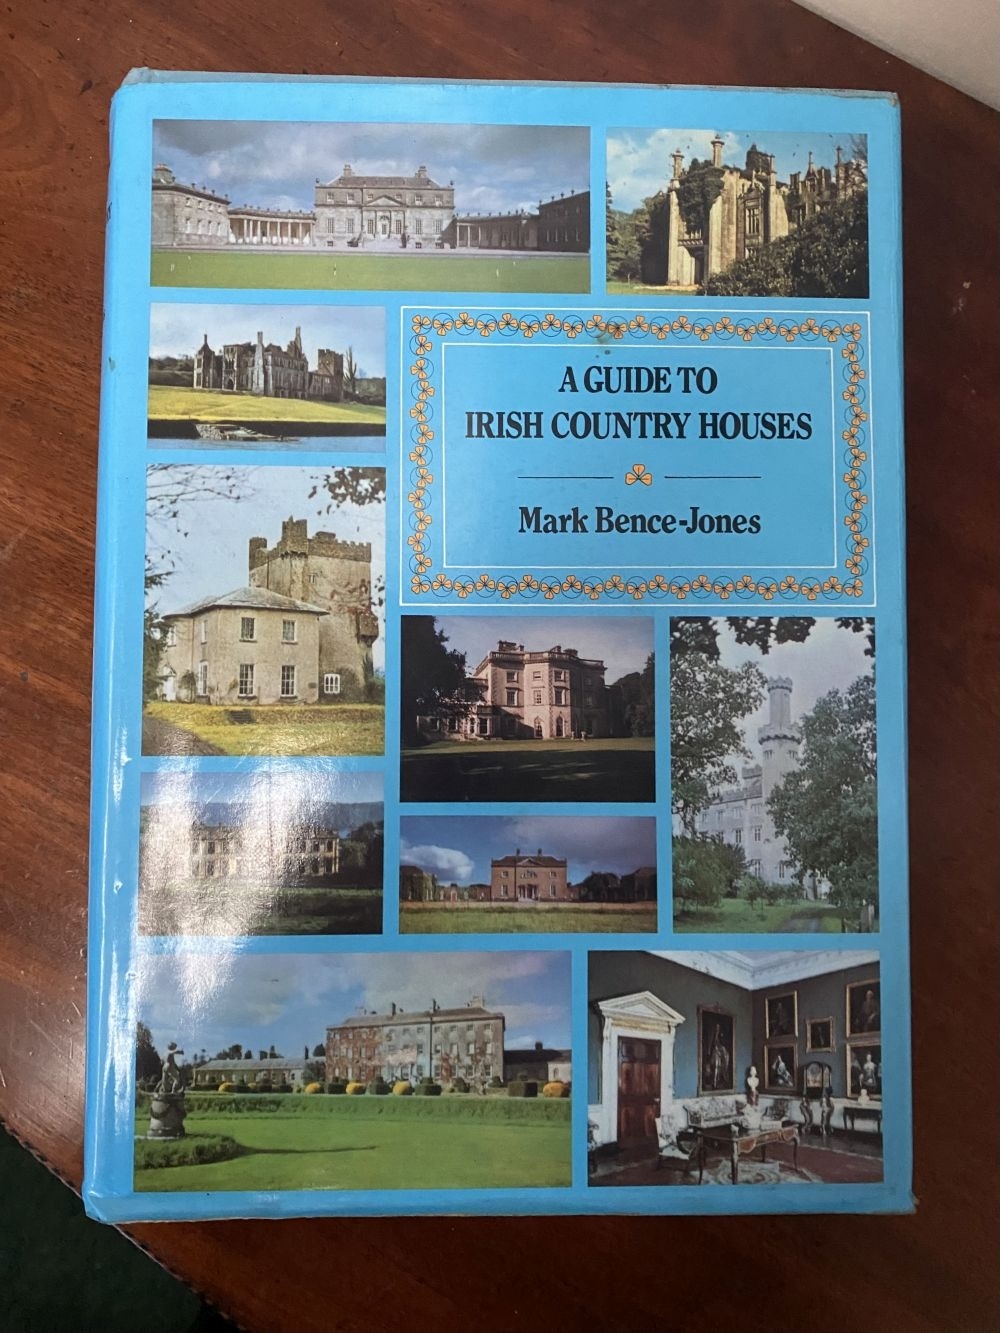 A GUIDE TO
IRISH COUNTRY HOUSES
Mark Bence-Jones